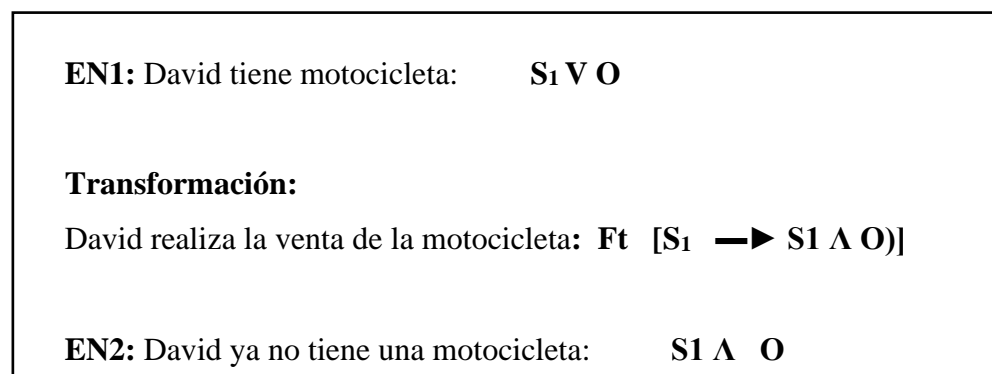 EN1: David tiene motocicleta: S₁ V O
Transformación:
David realiza la venta de la motocicleta: Ft [S₁ → S1 Λ O)]
EN2: David ya no tiene una motocicleta: S1 Λ O